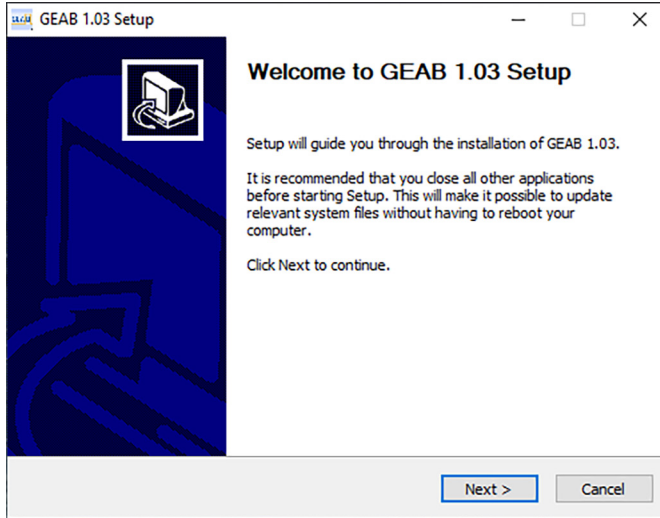 GEAB 1.03 Setup
Welcome to GEAB 1.03 Setup
Setup will guide you through the installation of GEAB 1.03.
It is recommended that you close all other applications
before starting Setup. This will make it possible to update
relevant system files without having to reboot your
computer.
Click Next to continue.
Next >
Cancel